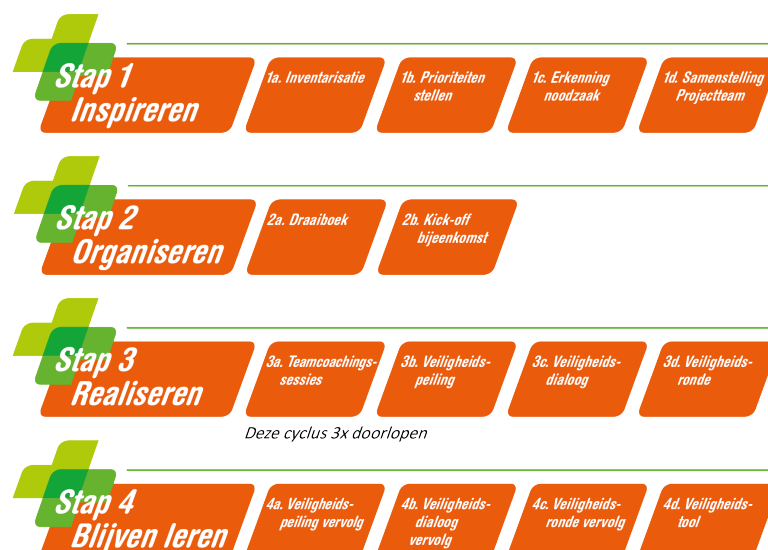 Stap 1
Inspireren
1a. Inventarisatie
1b. Prioriteiten
stellen
1c. Erkenning
noodzaak
1d. Samenstelling
Projectteam
Stap 2
Organiseren
2a. Draaiboek
2b. Kick-off
bijeenkomst
Stap 3
Realiseren
3a. Teamcoachings-
sessies
3b. Veiligheids-
peiling
3c. Veiligheids-
dialoog
3d. Veiligheids-
ronde
Deze cyclus 3x doorlopen
Stap 4
Blijven leren
4a. Veiligheids-
peiling vervolg
4b. Veiligheids-
dialoog
vervolg
4c. Veiligheids-
ronde vervolg
4d. Veiligheids-
tool